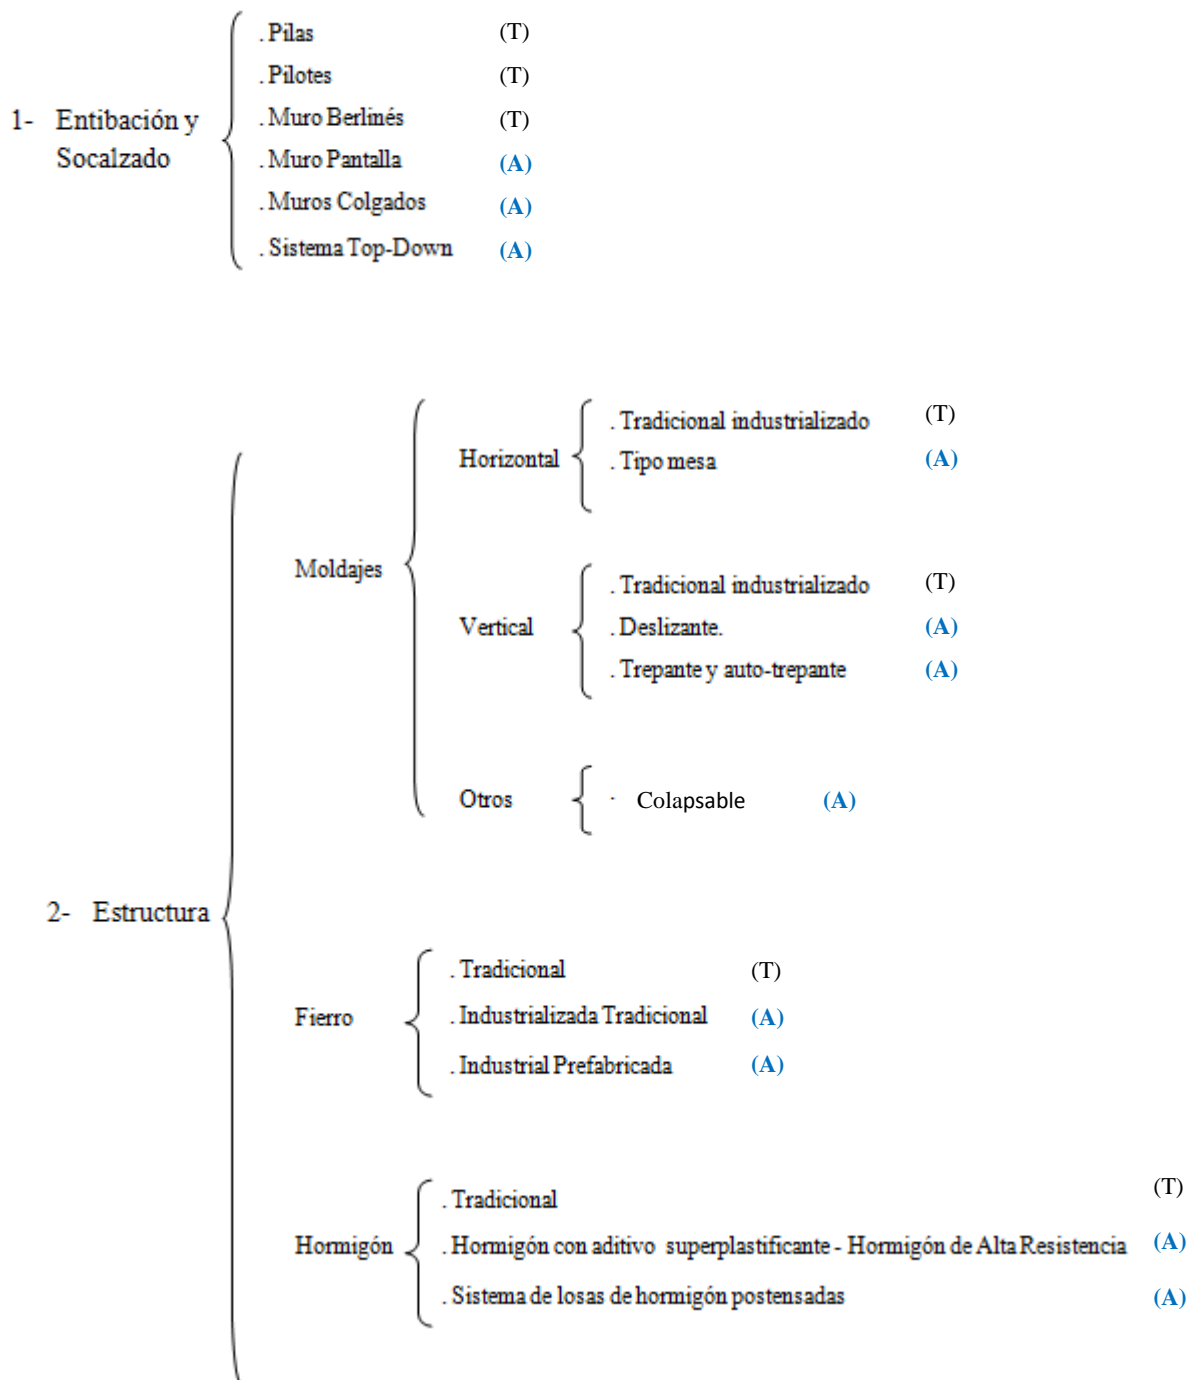 . Pilas (T)
. Pilotes (T)
1- Entibación y
Socalzado
. Muro Berlinés (T)
. Muro Pantalla (A)
. Muros Colgados (A)
. Sistema Top-Down (A)
2- Estructura
Moldajes
Horizontal
. Tradicional industrializado (T)
. Tipo mesa (A)
Vertical
. Tradicional industrializado (T)
. Deslizante. (A)
. Trepante y auto-trepante (A)
Otros
· Colapsable (A)
Fierro
. Tradicional (T)
. Industrializada Tradicional (A)
. Industrial Prefabricada (A)
Hormigón
. Tradicional (T)
. Hormigón con aditivo superplastificante - Hormigón de Alta Resistencia (A)
. Sistema de losas de hormigón postensadas (A)